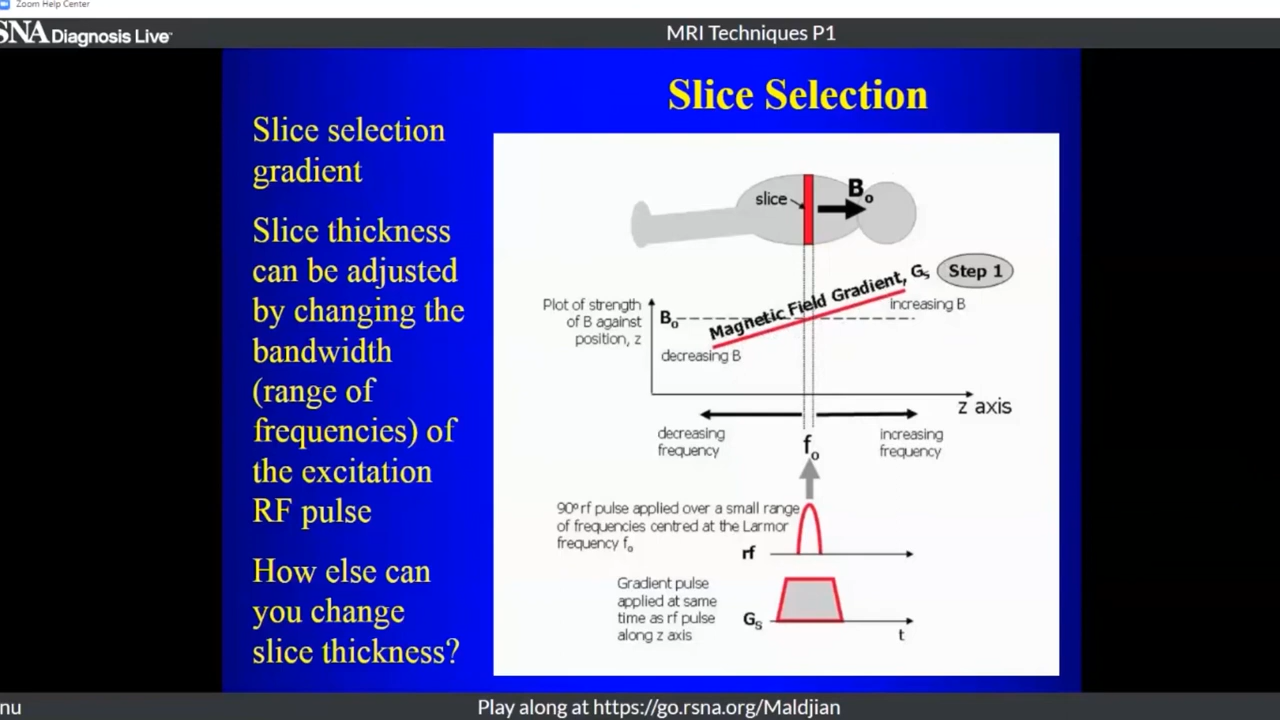 Zoom Help Center
SNA Diagnosis Live™
MRI Techniques P1
Slice Selection
Slice selection
gradient
Slice thickness
can be adjusted
by changing the
bandwidth
(range of
frequencies) of
the excitation
RF pulse
How else can
you change
slice thickness?
slice
Bo
Magnetic Field Gradient, Gs
Step 1
increasing B
Plot of strength
of B against
position, z
Bo
decreasing B
z axis
decreasing
frequency
fo
increasing
frequency
90º rf pulse applied over a small range
of frequencies centred at the Larmor
frequency fo
rf
Gradient pulse
applied at same
time as rf pulse
along z axis
Gs
t
nu
Play along at https://go.rsna.org/Maldjian